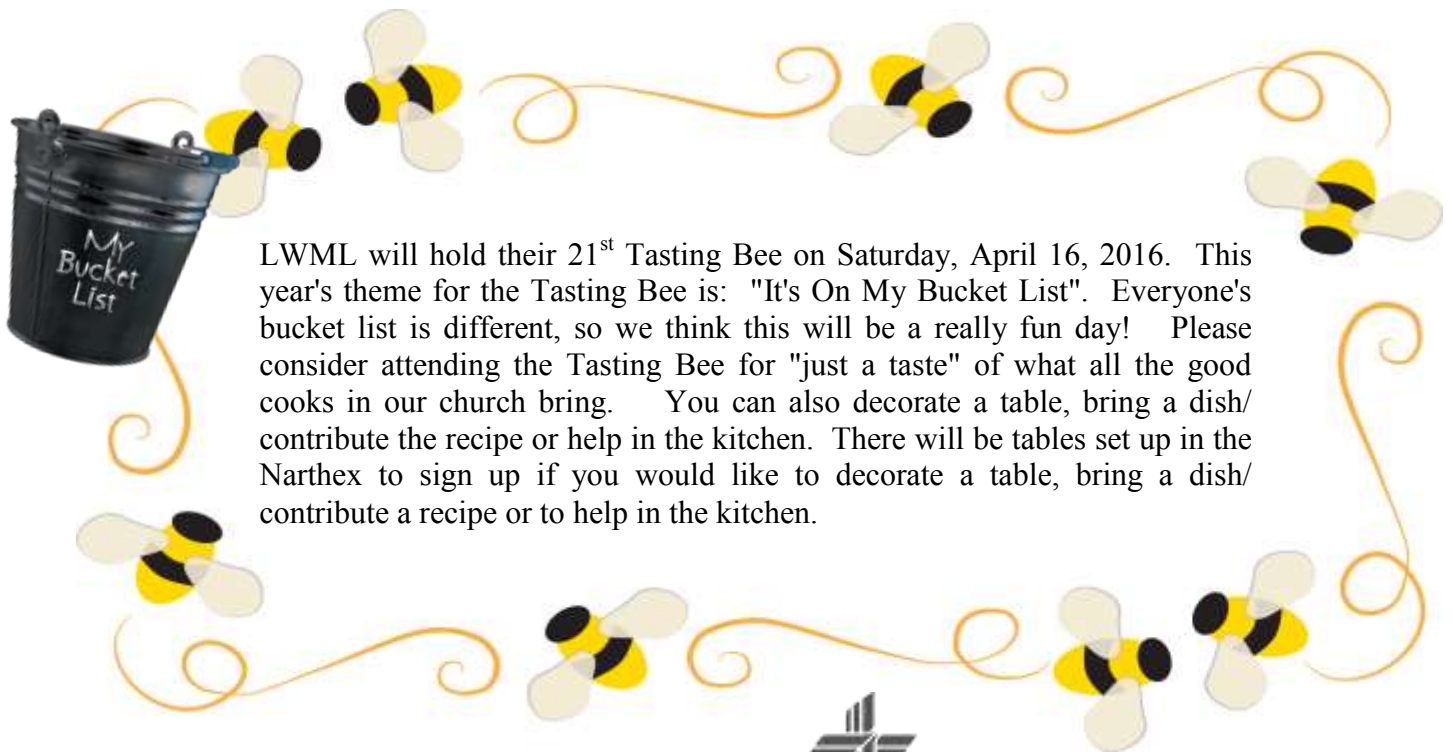 My
Bucket
List
LWML will hold their 21st Tasting Bee on Saturday, April 16, 2016. This
year's theme for the Tasting Bee is: "It's On My Bucket List". Everyone's
bucket list is different, so we think this will be a really fun day! Please
consider attending the Tasting Bee for "just a taste" of what all the good
cooks in our church bring. You can also decorate a table, bring a dish/
contribute the recipe or help in the kitchen. There will be tables set up in the
Narthex to sign up if you would like to decorate a table, bring a dish/
contribute a recipe or to help in the kitchen.